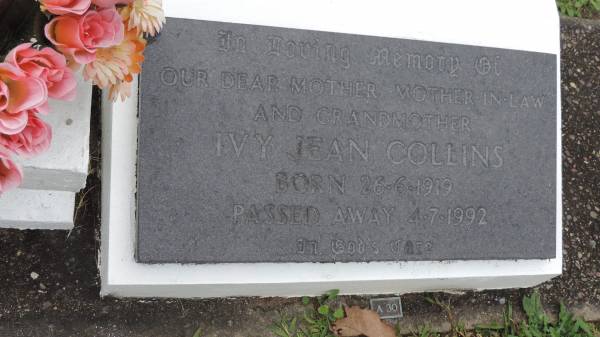 In Loving Memory Of
OUR DEAR MOTHER, MOTHER-IN-LAW
AND GRANDMOTHER
IVY JEAN COLLINS
BORN 26-6-1919
PASSED AWAY 4-7-1992
In God's Care
A 30